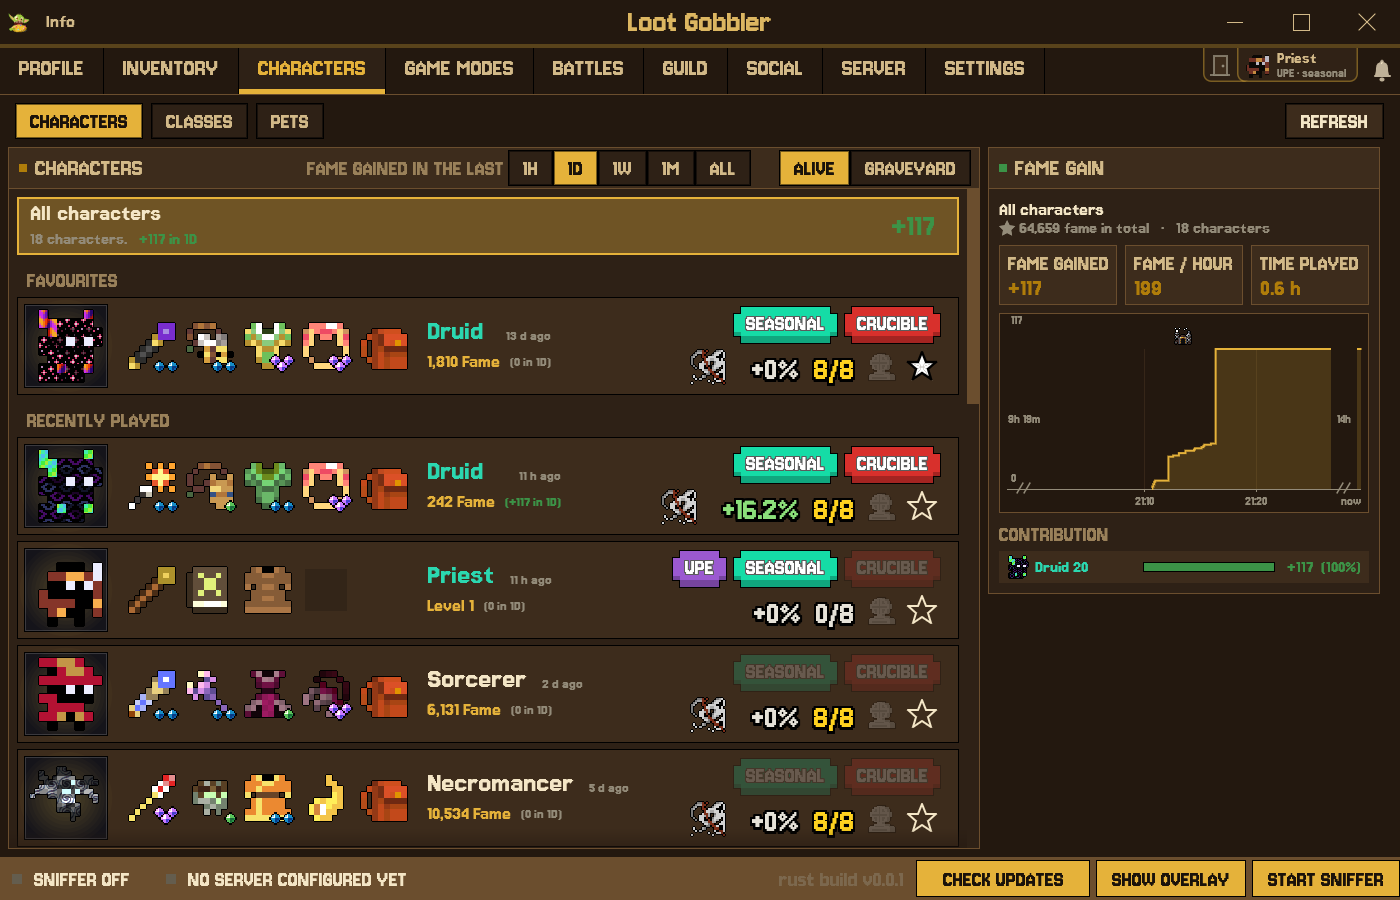 Info
Loot Gobbler
PROFILE INVENTORY CHARACTERS GAME MODES BATTLES GUILD SOCIAL SERVER SETTINGS
Priest
UPE · seasonal
CHARACTERS CLASSES PETS REFRESH
CHARACTERS FAME GAINED IN THE LAST 1H 1D 1W 1M ALL ALIVE GRAVEYARD
All characters
18 characters. +117 in 1D
+117
FAVOURITES
Druid 13 d ago
1,810 Fame (0 in 1D)
SEASONAL CRUCIBLE
+0% 8/8
RECENTLY PLAYED
Druid 11 h ago
242 Fame (+117 in 1D)
SEASONAL CRUCIBLE
+16.2% 8/8
Priest 11 h ago
Level 1 (0 in 1D)
UPE SEASONAL CRUCIBLE
+0% 0/8
Sorcerer 2 d ago
6,131 Fame (0 in 1D)
SEASONAL CRUCIBLE
+0% 8/8
Necromancer 5 d ago
10,534 Fame (0 in 1D)
SEASONAL CRUCIBLE
+0% 8/8
FAME GAIN
All characters
64,659 fame in total · 18 characters
FAME GAINED FAME / HOUR TIME PLAYED
+117 199 0.6 h
117
9h 19m 14h
0
21:10 21:20 now
CONTRIBUTION
Druid 20 +117 (100%)
SNIFFER OFF NO SERVER CONFIGURED YET rust build v0.0.1 CHECK UPDATES SHOW OVERLAY START SNIFFER